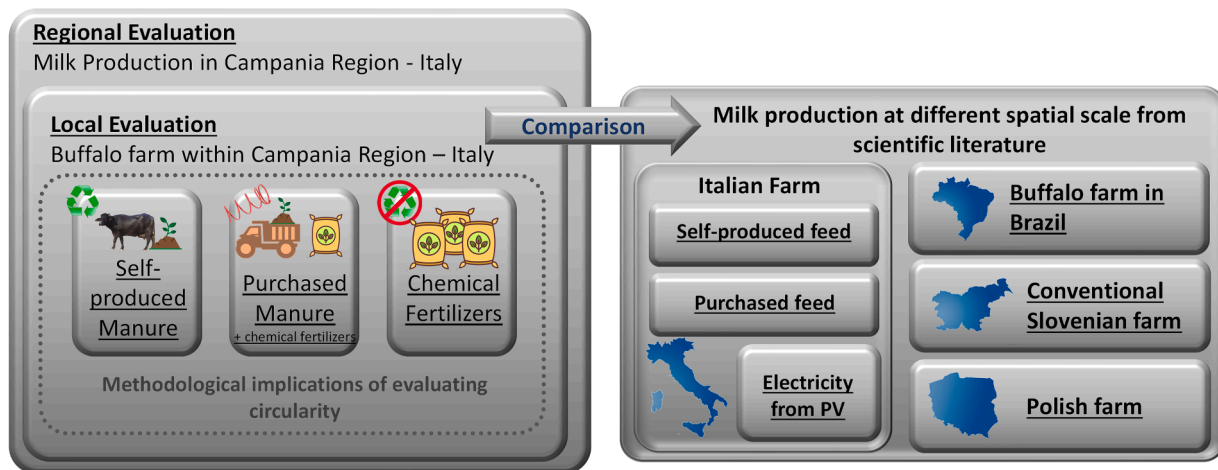 Regional Evaluation
Milk Production in Campania Region - Italy
Local Evaluation
Buffalo farm within Campania Region – Italy
Self-
produced
Manure
Purchased
Manure
+ chemical fertilizers
Chemical
Fertilizers
Methodological implications of evaluating
circularity
Comparison
Milk production at different spatial scale from
scientific literature
Italian Farm
Self-produced feed
Purchased feed
Electricity
from PV
Buffalo farm in
Brazil
Conventional
Slovenian farm
Polish farm